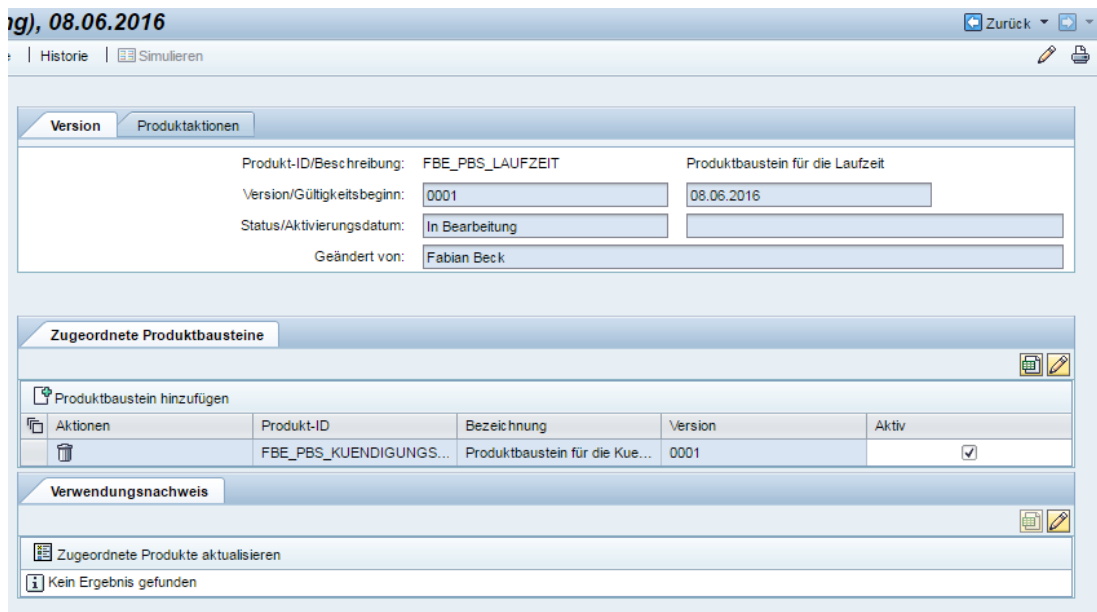 ng), 08.06.2016
Zurück
Historie Simulieren
Version Produktaktionen
Produkt-ID/Beschreibung: FBE_PBS_LAUFZEIT Produktbaustein für die Laufzeit
Version/Gültigkeitsbeginn: 0001 08.06.2016
Status/Aktivierungsdatum: In Bearbeitung
Geändert von: Fabian Beck
Zugeordnete Produktbausteine
Produktbaustein hinzufügen
Aktionen Produkt-ID Bezeichnung Version Aktiv
FBE_PBS_KUENDIGUNGS... Produktbaustein für die Kue... 0001
Verwendungsnachweis
Zugeordnete Produkte aktualisieren
Kein Ergebnis gefunden